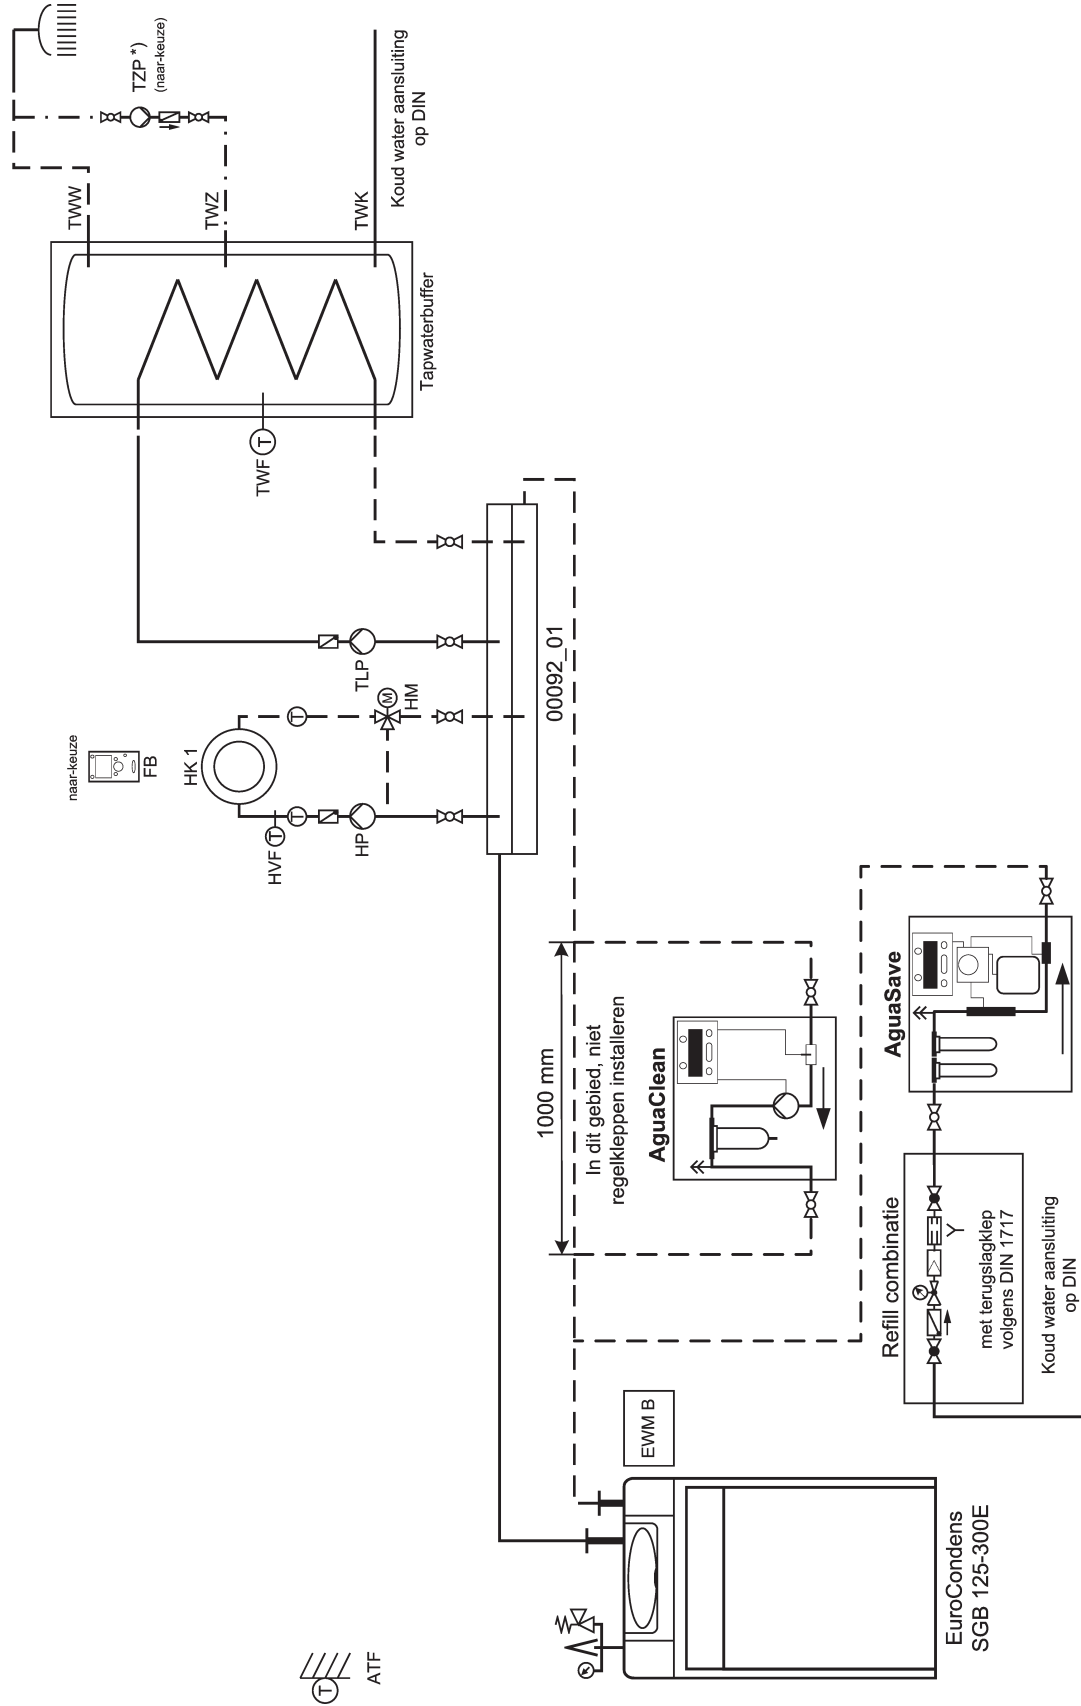 TZP *)
(naar-keuze)
TWW
TWZ
TWK
Koud water aansluiting
op DIN
Tapwaterbuffer
TWF
T
TLP
HM
M
T
naar-keuze
FB
HK 1
HVF
T
T
HP
00092_01
1000 mm
In dit gebied, niet
regelkleppen installeren
AguaClean
AguaSave
Refill combinatie
met terugslagklep
volgens DIN 1717
Koud water aansluiting
op DIN
EWM B
EuroCondens
SGB 125-300E
T
ATF